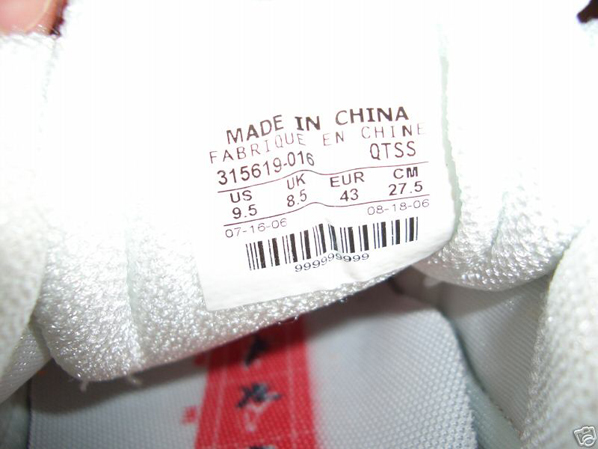 MADE IN CHINA
FABRIQUE EN CHINE
315619-016 QTSS
US UK EUR CM
9.5 8.5 43 27.5
07-16-06 08-18-06
9999999999